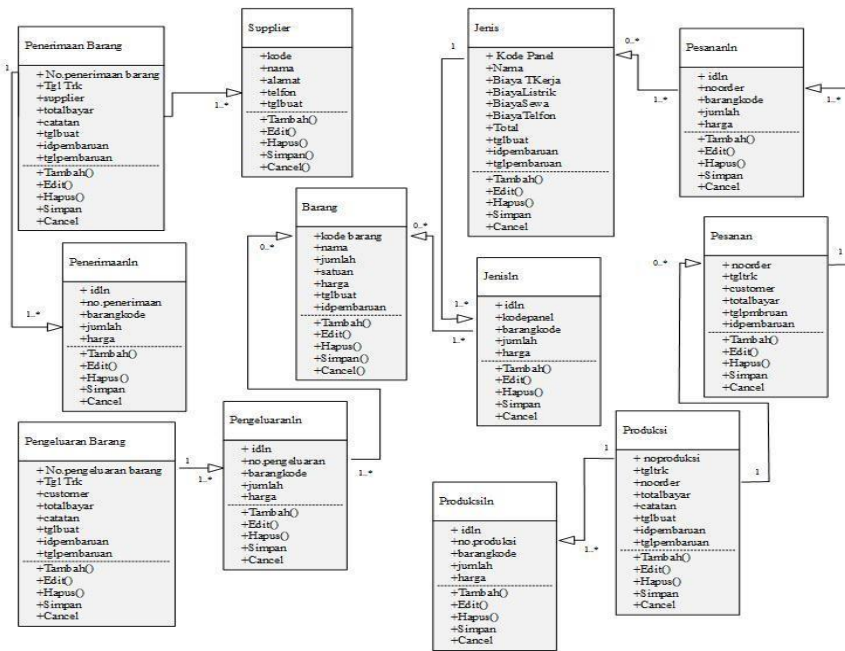 Penerimaan Barang
+ No.penerimaan barang
+Tgl Trk
+supplier
+totalbayar
+catatan
+tglbuat
+idpembaruan
+tglpembaruan
+Tambah()
+Edit()
+Hapus()
+Simpan
+Cancel
1
1..*
Supplier
+kode
+nama
+alamat
+telfon
+tglbuat
+Tambah()
+Edit()
+Hapus()
+Simpan()
+Cancel()
1..*
Jenis
+ Kode Panel
+Nama
+Biaya TKerja
+BiayaListrik
+BiayaSewa
+BiayaTelfon
+Total
+tglbuat
+idpembaruan
+tglpembaruan
+Tambah()
+Edit()
+Hapus()
+Simpan
+Cancel
1
0..*
1..*
PesananIn
+ idln
+noorder
+barangkode
+jumlah
+harga
+Tambah()
+Edit()
+Hapus()
+Simpan
+Cancel
1..*
Barang
+kode barang
+nama
+jumlah
+satuan
+harga
+tglbuat
+idpembaruan
+Tambah()
+Edit()
+Hapus()
+Simpan()
+Cancel()
0..*
0..*
PenerimaanIn
+ idln
+no.penerimaan
+barangkode
+jumlah
+harga
+Tambah()
+Edit()
+Hapus()
+Simpan
+Cancel
JenisIn
+ idln
+kodepanel
+barangkode
+jumlah
+harga
+Tambah()
+Edit()
+Hapus()
+Simpan
+Cancel
1..*
1..*
Pesanan
+ noorder
+tgltrk
+customer
+totalbayar
+tglpmbruan
+idpembaruan
+Tambah()
+Edit()
+Hapus()
+Simpan
+Cancel
0..*
1
Pengeluaran Barang
+No.pengeluaran barang
+Tgl Trk
+customer
+totalbayar
+catatan
+tglbuat
+idpembaruan
+tglpembaruan
+Tambah()
+Edit()
+Hapus()
+Simpan
+Cancel
1
1..*
PengeluaranIn
+ idln
+no.pengeluaran
+barangkode
+jumlah
+harga
+Tambah()
+Edit()
+Hapus()
+Simpan
+Cancel
1..*
Produksi
+ noproduksi
+tgltrk
+noorder
+totalbayar
+catatan
+tglbuat
+idpembaruan
+tglpembaruan
+Tambah()
+Edit()
+Hapus()
+Simpan
+Cancel
1
1
ProduksiIn
+ idln
+no.produksi
+barangkode
+jumlah
+harga
+Tambah()
+Edit()
+Hapus()
+Simpan
+Cancel
1..*